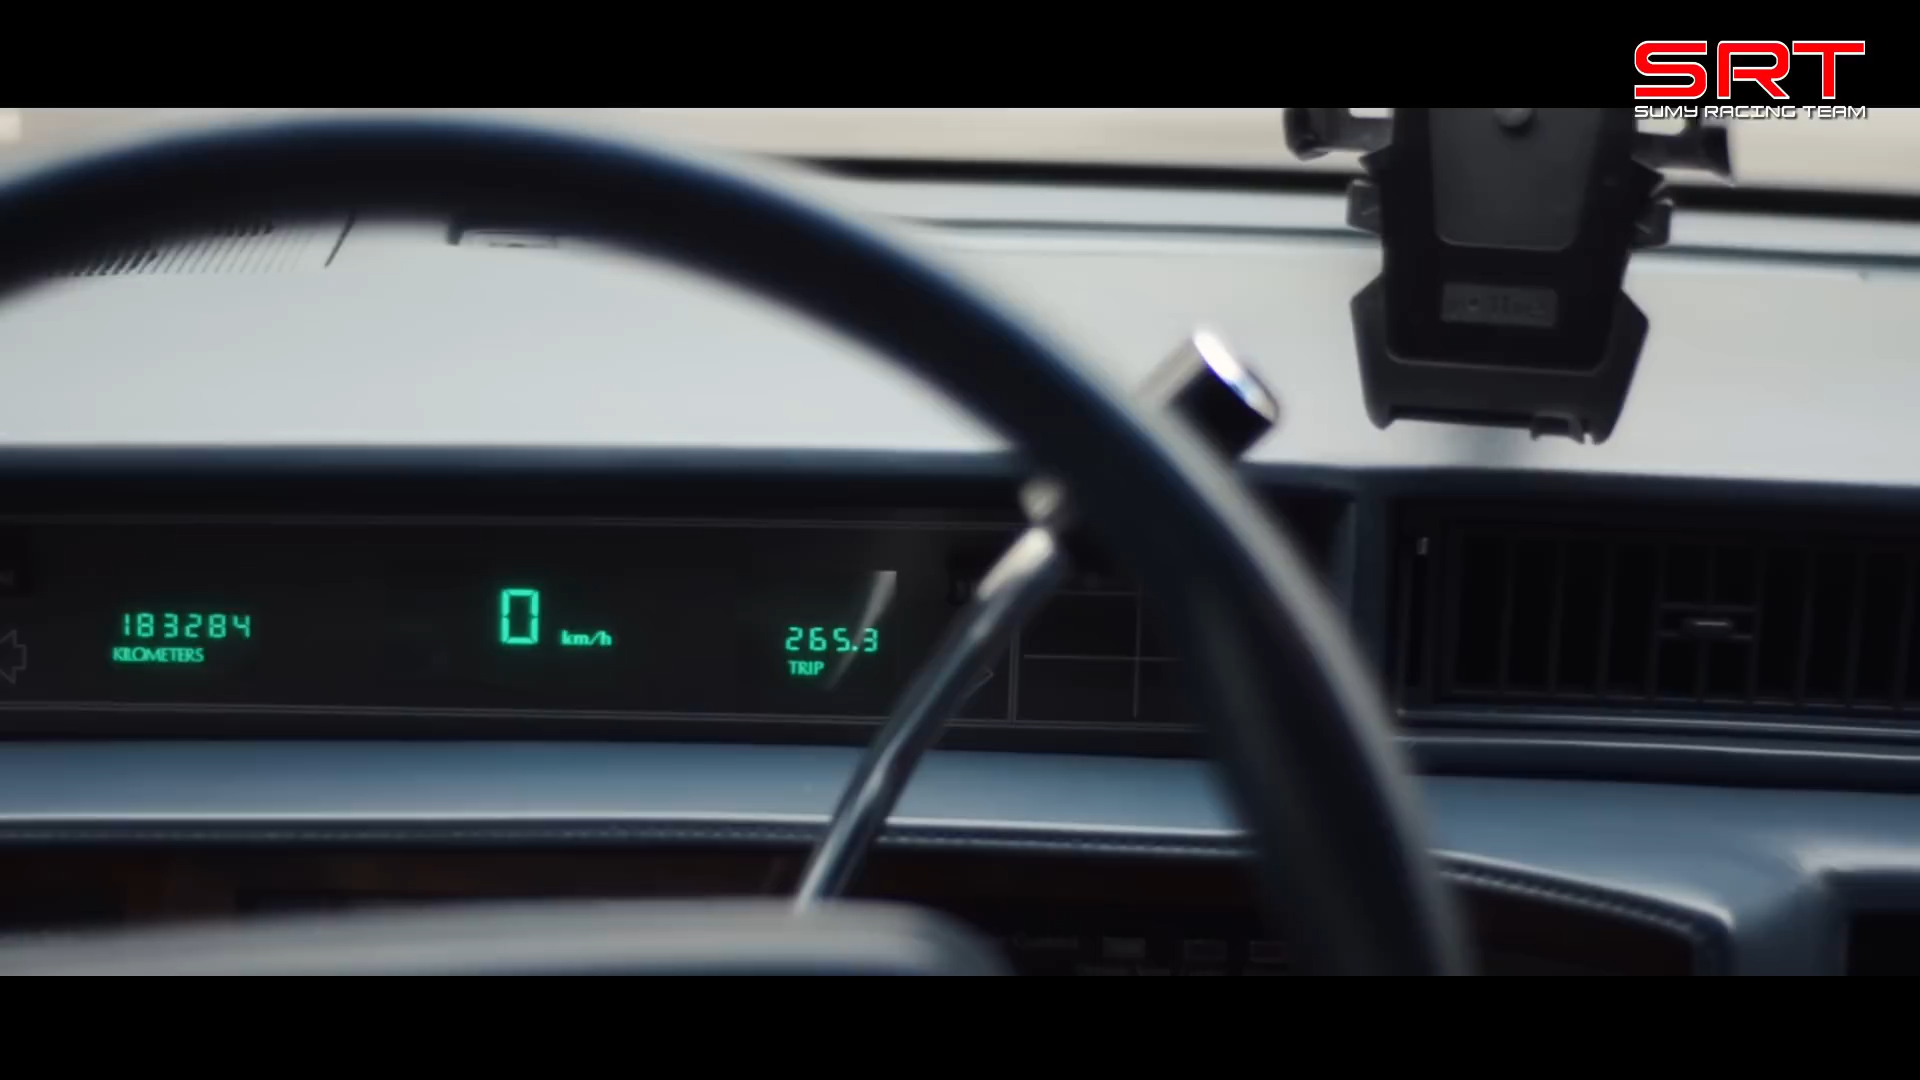 SRT
SUMY RACING TEAM
183284
KILOMETERS
0 km/h
265.3
TRIP